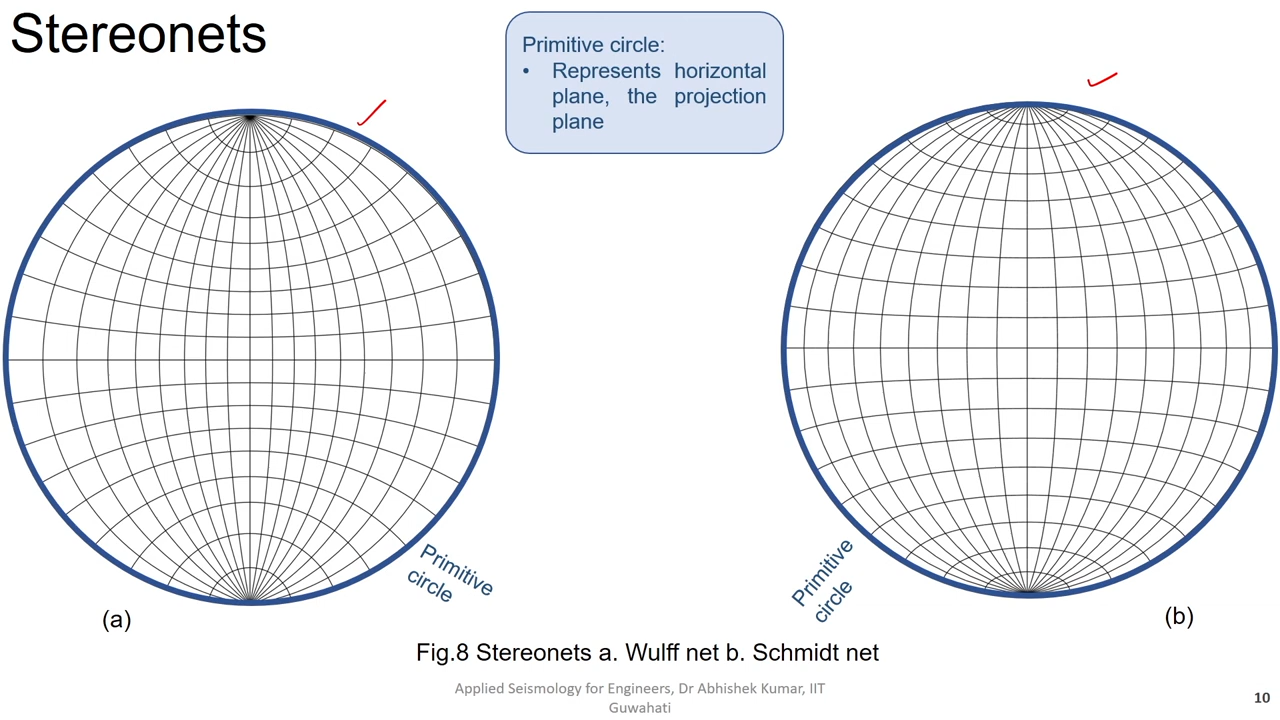 Stereonets
Primitive circle:
• Represents horizontal
plane, the projection
plane
Primitive
circle
Primitive
circle
(a)
(b)
Fig.8 Stereonets a. Wulff net b. Schmidt net
Applied Seismology for Engineers, Dr Abhishek Kumar, IIT
Guwahati
10